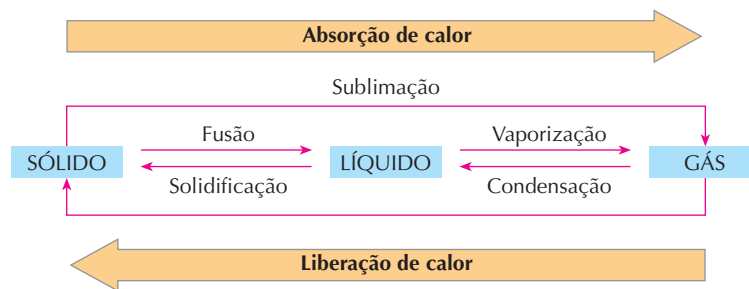 Absorção de calor
Sublimação
Fusão Vaporização
SÓLIDO LÍQUIDO GÁS
Solidificação Condensação
Liberação de calor